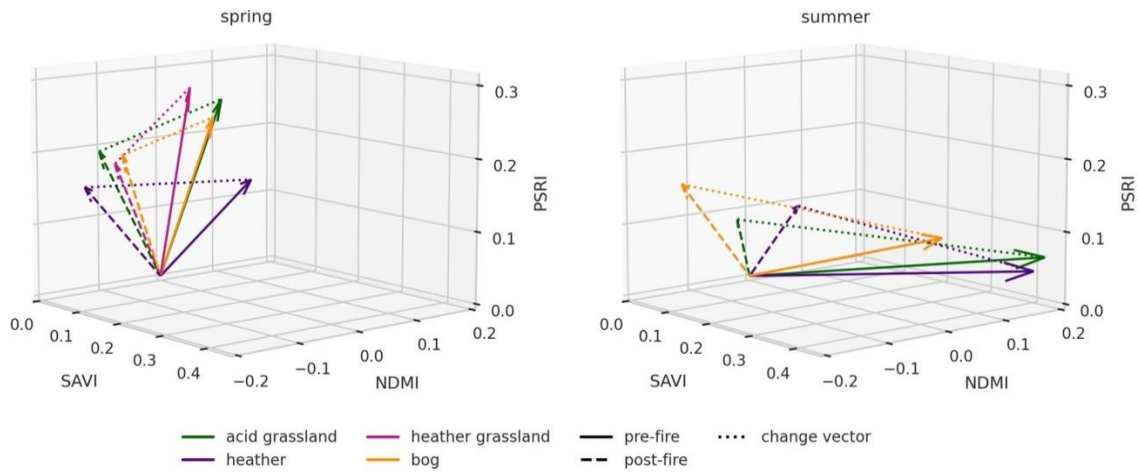 spring
summer
0.3
0.2
0.1
0.0
PSRI
0.0
0.1
0.2
0.3
0.4
SAVI
−0.2
−0.1
0.0
0.1
0.2
NDMI
0.3
0.2
0.1
0.0
PSRI
0.0
0.1
0.2
0.3
0.4
SAVI
−0.2
−0.1
0.0
0.1
0.2
NDMI
acid grassland
heather
heather grassland
bog
pre-fire
post-fire
change vector